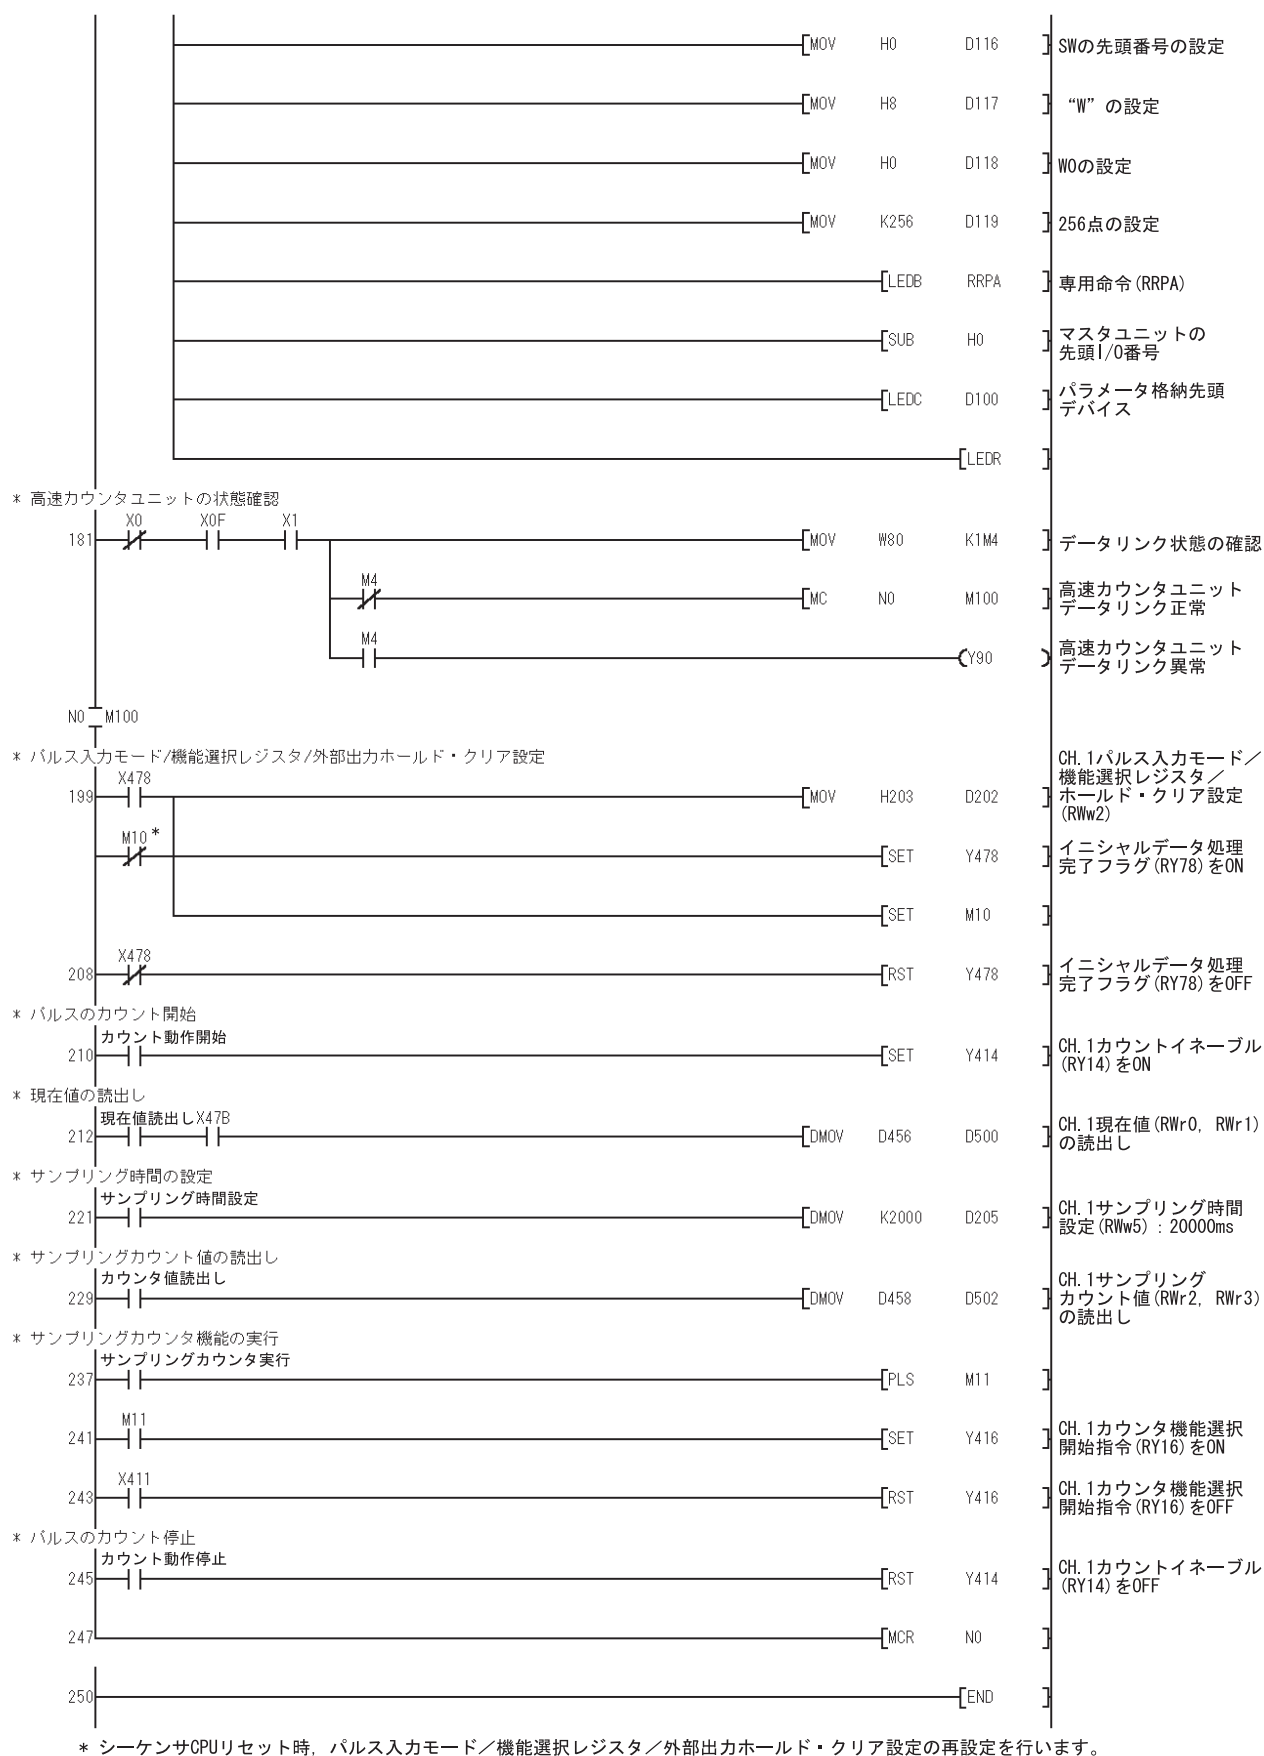 MOV H0 D116 SWの先頭番号の設定
MOV H8 D117 “W”の設定
MOV H0 D118 W0の設定
MOV K256 D119 256点の設定
LEDB RRPA 専用命令(RRPA)
SUB H0 マスタユニットの
先頭I/O番号
LEDC D100 パラメータ格納先頭
デバイス
LEDR
* 高速カウンタユニットの状態確認
X0 X0F X1
181 MOV W80 K1M4 データリンク状態の確認
M4
MC N0 M100 高速カウンタユニット
データリンク正常
M4
Y90 高速カウンタユニット
データリンク異常
N0 M100
* パルス入力モード/機能選択レジスタ/外部出力ホールド・クリア設定
X478
199 MOV H203 D202 CH.1パルス入力モード／
機能選択レジスタ／
ホールド・クリア設定
(RWw2)
M10 *
SET Y478 イニシャルデータ処理
完了フラグ(RY78)をON
SET M10
X478
208 RST Y478 イニシャルデータ処理
完了フラグ(RY78)をOFF
* パルスのカウント開始
カウント動作開始
210 SET Y414 CH.1カウントイネーブル
(RY14)をON
* 現在値の読出し
現在値読出し X47B
212 DMOV D456 D500 CH.1現在値(RWr0, RWr1)
の読出し
* サンプリング時間の設定
サンプリング時間設定
221 DMOV K2000 D205 CH.1サンプリング時間
設定(RWw5)：20000ms
* サンプリングカウント値の読出し
カウンタ値読出し
229 DMOV D458 D502 CH.1サンプリング
カウント値(RWr2, RWr3)
の読出し
* サンプリングカウンタ機能の実行
サンプリングカウンタ実行
237 PLS M11
M11
241 SET Y416 CH.1カウンタ機能選択
開始指令(RY16)をON
X411
243 RST Y416 CH.1カウンタ機能選択
開始指令(RY16)をOFF
* パルスのカウント停止
カウント動作停止
245 RST Y414 CH.1カウントイネーブル
(RY14)をOFF
247 MCR N0
250 END
* シーケンサCPUリセット時，パルス入力モード／機能選択レジスタ／外部出力ホールド・クリア設定の再設定を行います。